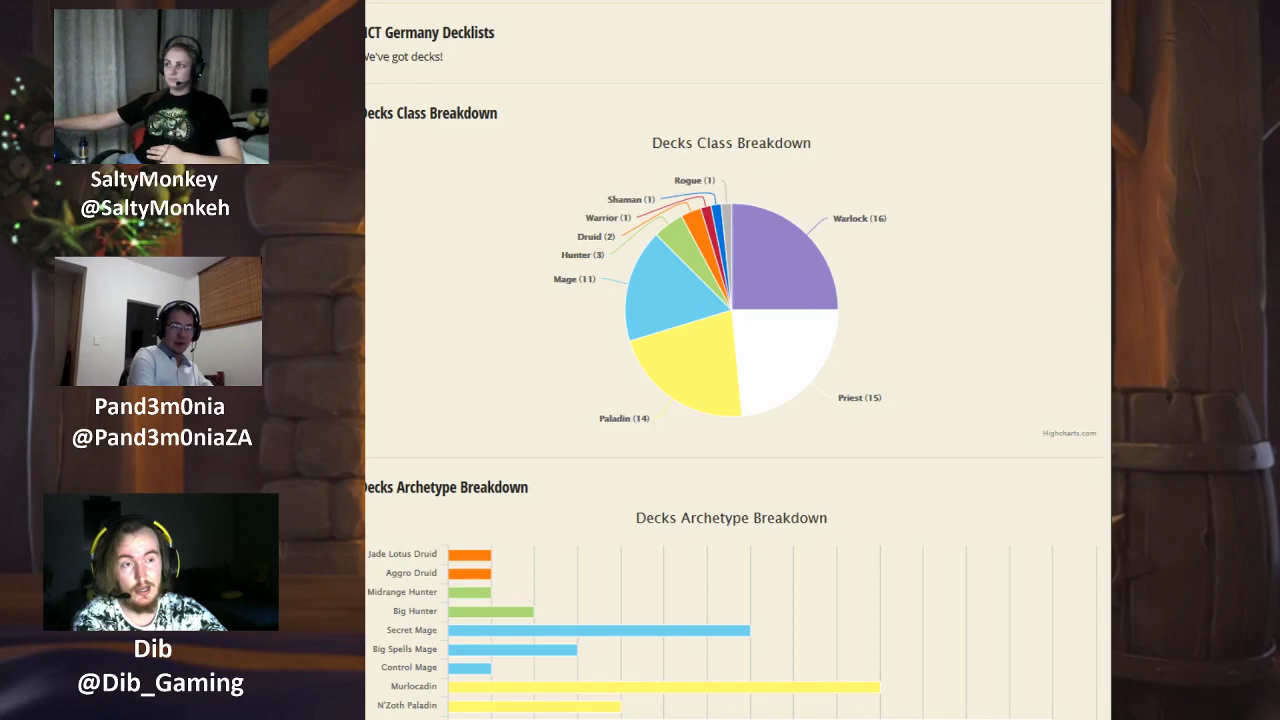 SaltyMonkey
@SaltyMonkeh
Pand3m0nia
@Pand3m0niaZA
Dib
@Dib_Gaming
CT Germany Decklists
We've got decks!
Decks Class Breakdown
Decks Class Breakdown
Rogue (1)
Shaman (1)
Warrior (1)
Druid (2)
Hunter (3)
Mage (11)
Warlock (16)
Priest (15)
Paladin (14)
Highcharts.com
Decks Archetype Breakdown
Decks Archetype Breakdown
Jade Lotus Druid
Aggro Druid
Midrange Hunter
Big Hunter
Secret Mage
Big Spells Mage
Control Mage
Murlocadin
N'Zoth Paladin